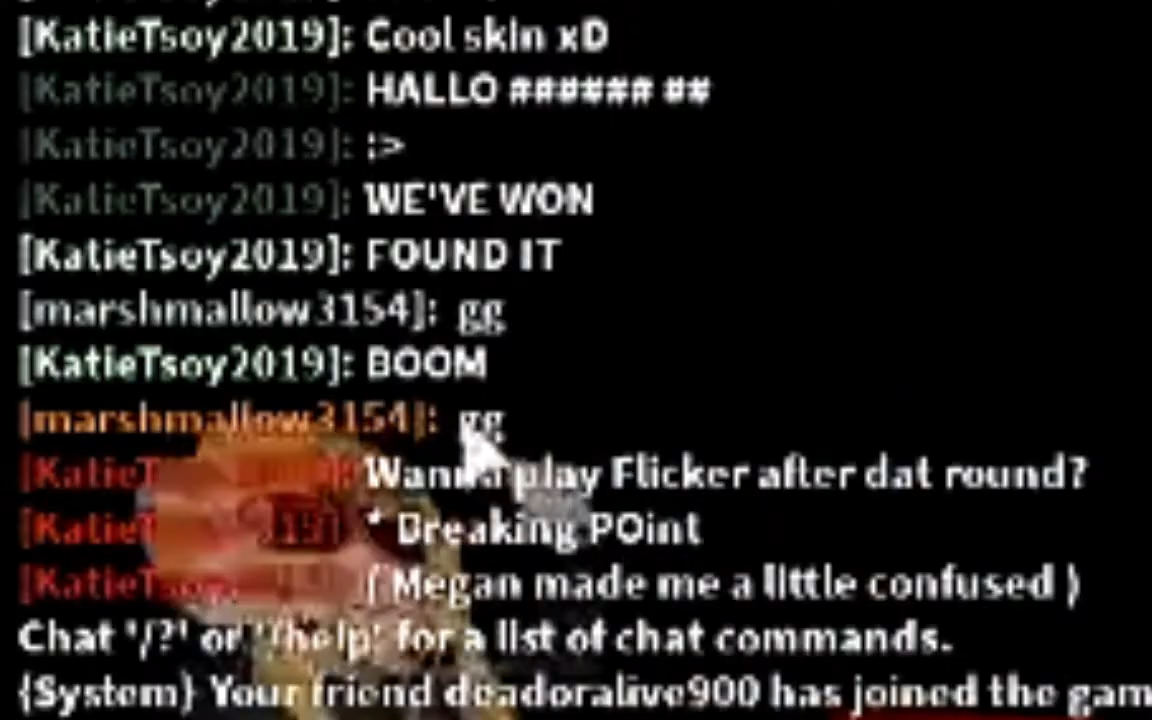 [KatieTsoy2019]: Cool skin xD
[KatieTsoy2019]: HALLO ###### ##
[KatieTsoy2019]: :>
[KatieTsoy2019]: WE'VE WON
[KatieTsoy2019]: FOUND IT
[marshmallow3154]: gg
[KatieTsoy2019]: BOOM
[marshmallow3154]: gg
Wanna play Flicker after dat round?
* Breaking POint
( Megan made me a little confused )
Chat '/?' or '/help' for a list of chat commands.
{System} Your friend deadoralive900 has joined the gam